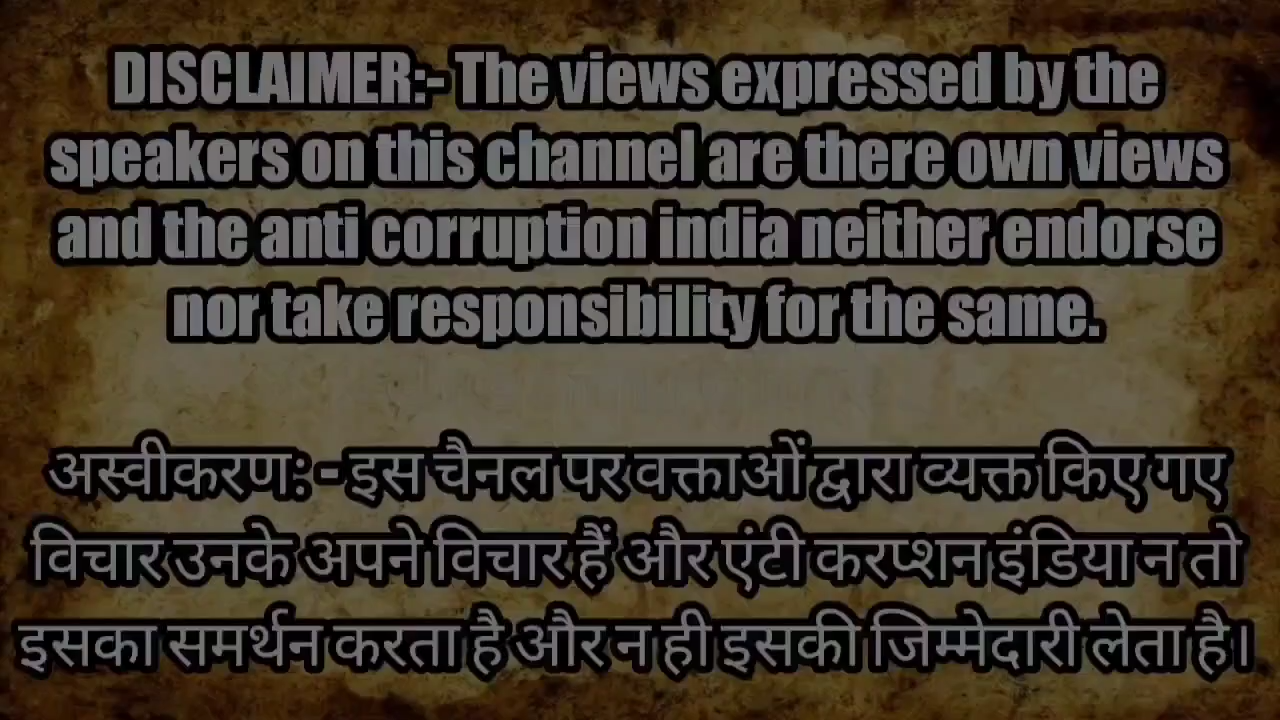 DISCLAIMER:- The views expressed by the
speakers on this channel are there own views
and the anti corruption india neither endorse
nor take responsibility for the same.
अस्वीकरण: - इस चैनल पर वक्ताओं द्वारा व्यक्त किए गए
विचार उनके अपने विचार हैं और एंटी करप्शन इंडिया न तो
इसका समर्थन करता है और न ही इसकी जिम्मेदारी लेता है।